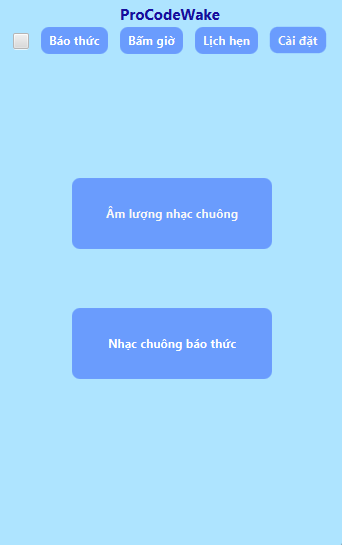 ProCodeWake
Báo thức Bấm giờ Lịch hẹn Cài đặt
Âm lượng nhạc chuông
Nhạc chuông báo thức